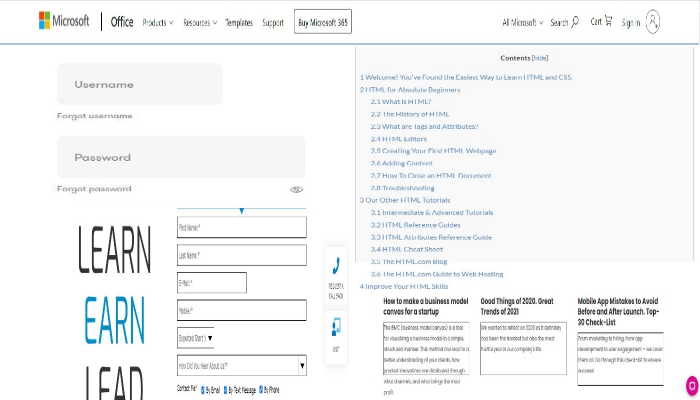 Microsoft | Office Products Resources Templates Support Buy Microsoft 365 All Microsoft Search Cart Sign in
Username
Forgot username
Password
Forgot password
LEARN
EARN
LEAD
First Name:*
Last Name:*
E-Mail:*
Mobile:*
Expected Start
How Did You Hear About us?*
Contact Me* By Email By Text Message By Phone
REQUEST A
CALL BACK
VISIT
Contents [hide]
1 Welcome! You've Found the Easiest Way to Learn HTML and CSS.
2 HTML for Absolute Beginners
2.1 What Is HTML?
2.2 The History of HTML
2.3 What are Tags and Attributes?
2.4 HTML Editors
2.5 Creating Your First HTML Webpage
2.6 Adding Content
2.7 How To Close an HTML Document
2.8 Troubleshooting
3 Our Other HTML Tutorials
3.1 Intermediate & Advanced Tutorials
3.2 HTML Reference Guides
3.3 HTML Attributes Reference Guide
3.4 HTML Cheat Sheet
3.5 The HTML.com Blog
3.6 The HTML.com Guide to Web Hosting
4 Improve Your HTML Skills
How to make a business model
canvas for a startup
The BMC (business model canvas) is a tool
for visualizing a business model in a simple,
structured manner. This method can lead to a
better understanding of your clients, how
product innovations are distributed through
what channels, and what brings the most
profit.
Good Things of 2020. Great
Trends of 2021
We wanted to reflect on 2020 as it definitely
had been the hardest but also the most
fruitful year in our company's life.
Mobile App Mistakes to Avoid
Before and After Launch. Top-
30 Check-List
From marketing to hiring, from app
development to user engagement – we cover
them all. Go through this check-list to ensure
success!